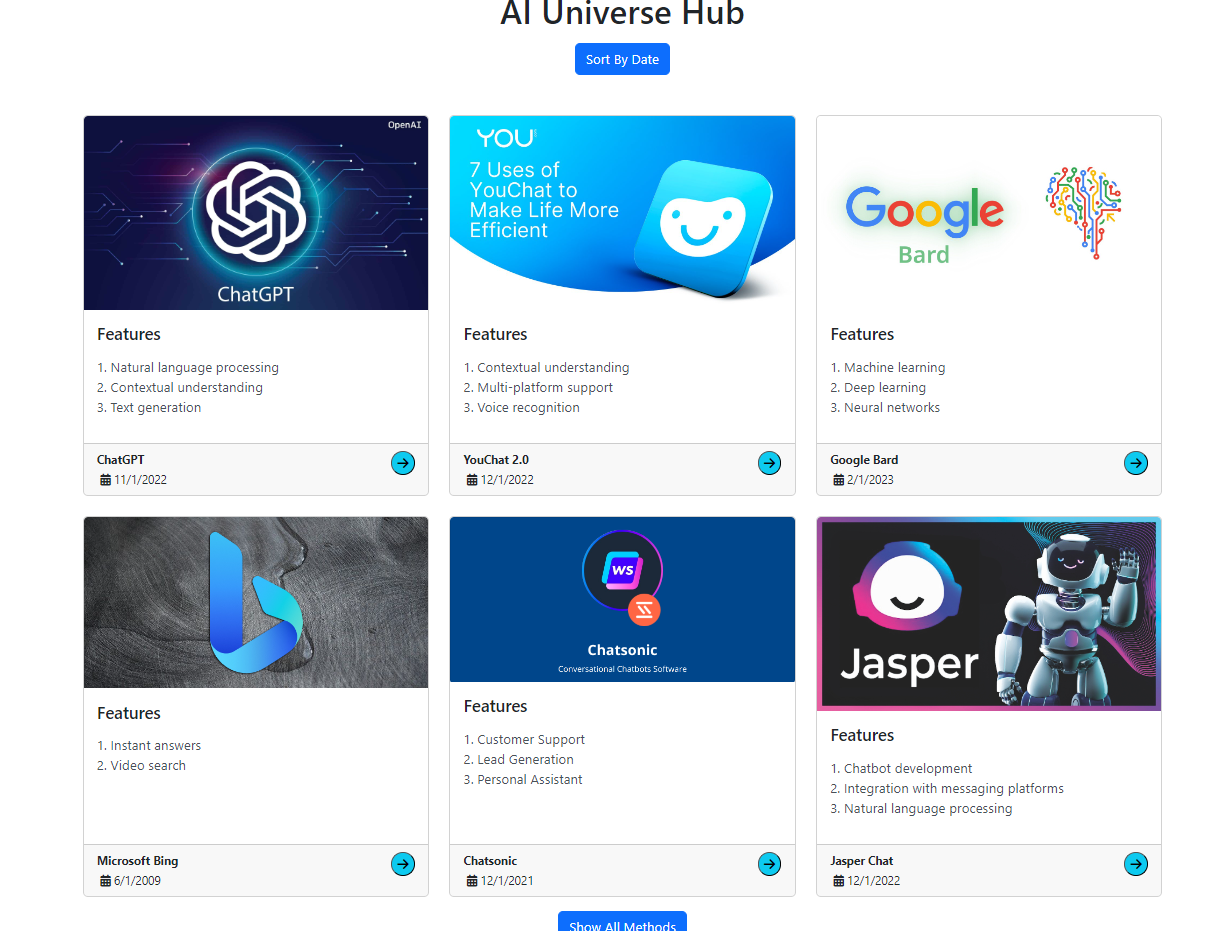 AI Universe Hub
Sort By Date
OpenAI
ChatGPT
Features
1. Natural language processing
2. Contextual understanding
3. Text generation
ChatGPT
11/1/2022
YOU
7 Uses of
YouChat to
Make Life More
Efficient
Features
1. Contextual understanding
2. Multi-platform support
3. Voice recognition
YouChat 2.0
12/1/2022
Google
Bard
Features
1. Machine learning
2. Deep learning
3. Neural networks
Google Bard
2/1/2023
Features
1. Instant answers
2. Video search
Microsoft Bing
6/1/2009
WS
Chatsonic
Conversational Chatbots Software
Features
1. Customer Support
2. Lead Generation
3. Personal Assistant
Chatsonic
12/1/2021
Jasper
Features
1. Chatbot development
2. Integration with messaging platforms
3. Natural language processing
Jasper Chat
12/1/2022
Show All Methods